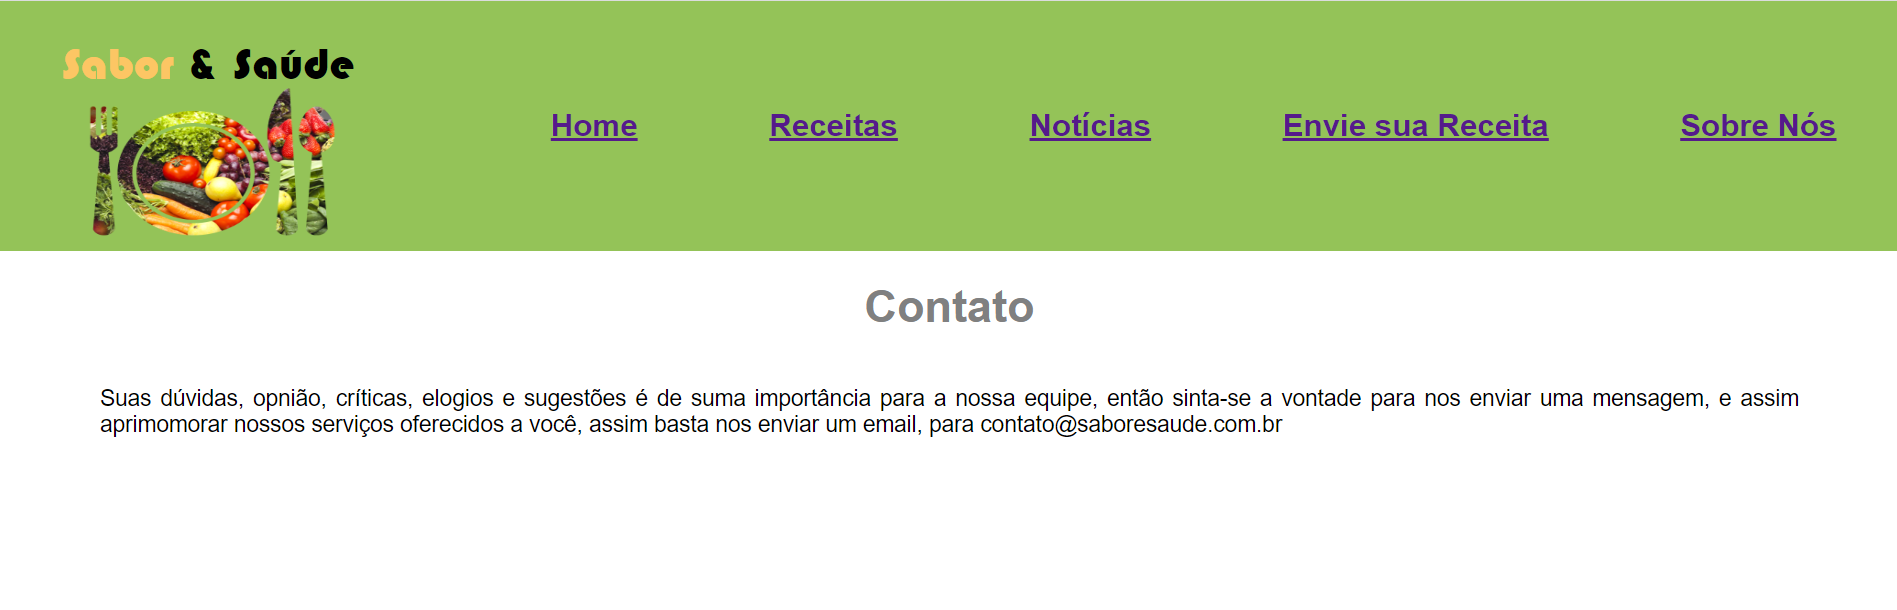 Sabor & Saúde
Home Receitas Notícias Envie sua Receita Sobre Nós
Contato
Suas dúvidas, opnião, críticas, elogios e sugestões é de suma importância para a nossa equipe, então sinta-se a vontade para nos enviar uma mensagem, e assim
aprimomorar nossos serviços oferecidos a você, assim basta nos enviar um email, para contato@saboresaude.com.br